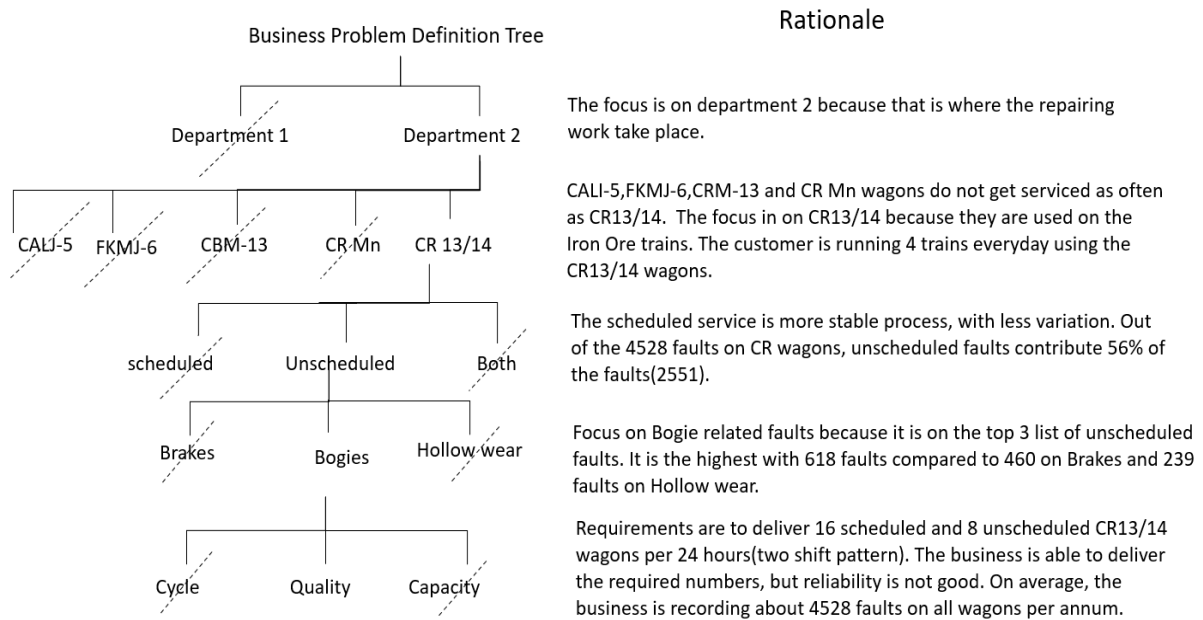 Business Problem Definition Tree
Rationale
Department 1
Department 2
The focus is on department 2 because that is where the repairing
work take place.
CALJ-5
FKMJ-6
CBM-13
CR Mn
CR 13/14
CALI-5,FKMJ-6,CRM-13 and CR Mn wagons do not get serviced as often
as CR13/14.  The focus in on CR13/14 because they are used on the
Iron Ore trains. The customer is running 4 trains everyday using the
CR13/14 wagons.
scheduled
Unscheduled
Both
The scheduled service is more stable process, with less variation. Out
of the 4528 faults on CR wagons, unscheduled faults contribute 56% of
the faults(2551).
Brakes
Bogies
Hollow wear
Focus on Bogie related faults because it is on the top 3 list of unscheduled
faults. It is the highest with 618 faults compared to 460 on Brakes and 239
faults on Hollow wear.
Cycle
Quality
Capacity
Requirements are to deliver 16 scheduled and 8 unscheduled CR13/14
wagons per 24 hours(two shift pattern). The business is able to deliver
the required numbers, but reliability is not good. On average, the
business is recording about 4528 faults on all wagons per annum.